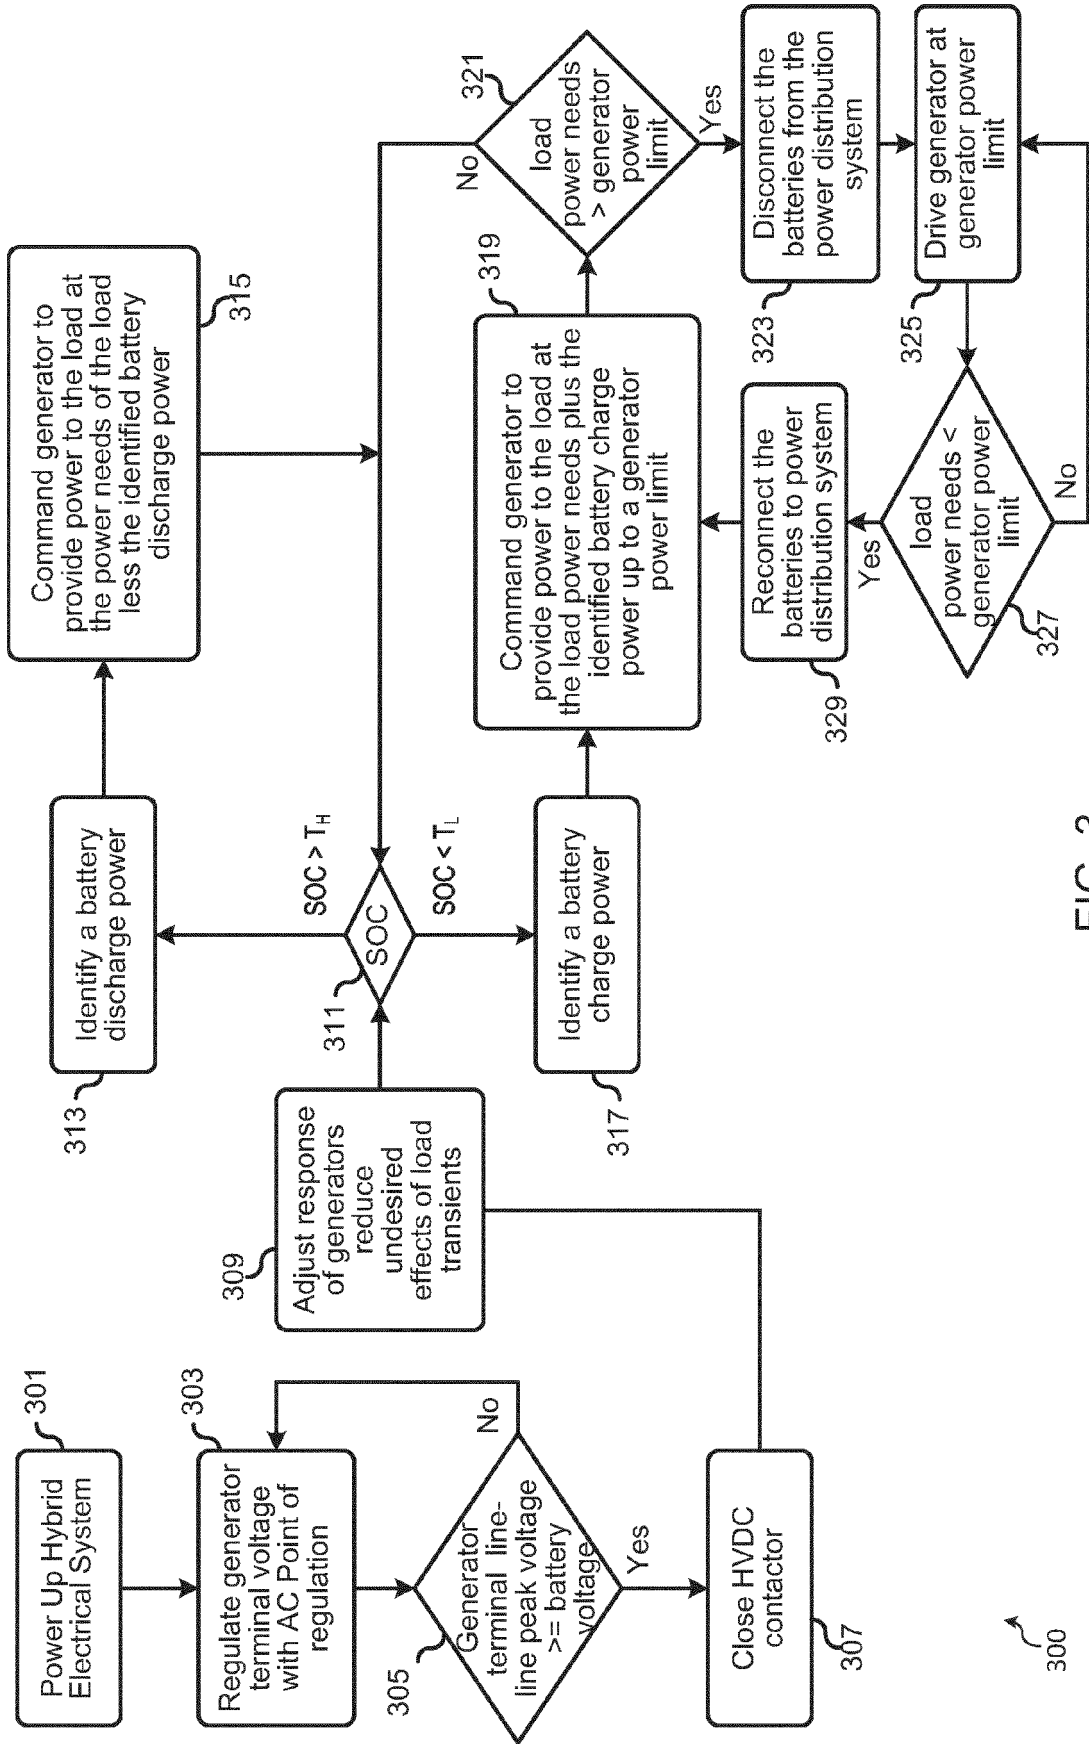 301
Power Up Hybrid
Electrical System
303
Regulate generator
terminal voltage
with AC Point of
regulation
305
Generator
terminal line-
line peak voltage
>= battery
voltage
No
Yes
Close HVDC
contactor
307
309
Adjust response
of generators
reduce
undesired
effects of load
transients
311
SOC
SOC > TH
SOC < TL
313
Identify a battery
discharge power
315
Command generator to
provide power to the load at
the power needs of the load
less the identified battery
discharge power
317
Identify a battery
charge power
319
Command generator to
provide power to the load at
the load power needs plus the
identified battery charge
power up to a generator
power limit
321
load
power needs
> generator
power
limit
No
Yes
323
Disconnect the
batteries from the
power distribution
system
325
Drive generator at
generator power
limit
327
load
power needs <
generator power
limit
No
Yes
329
Reconnect the
batteries to power
distribution system
300
FIG.